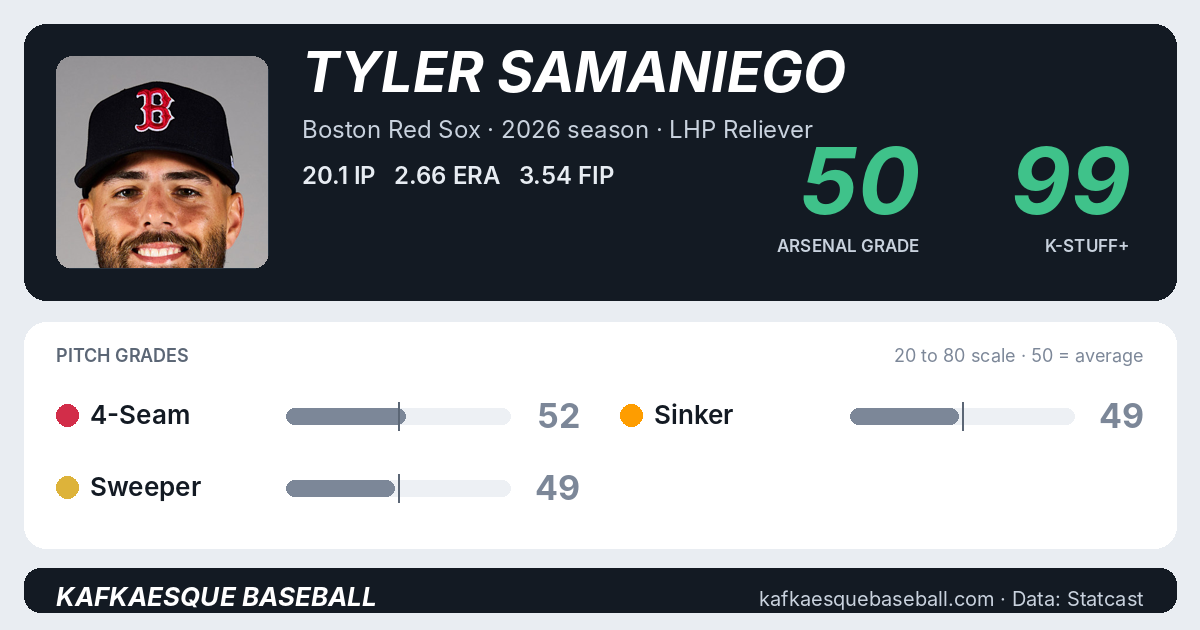 TYLER SAMANIEGO
Boston Red Sox · 2026 season · LHP Reliever
20.1 IP 2.66 ERA 3.54 FIP
50 99
ARSENAL GRADE K-STUFF+
B
PITCH GRADES 20 to 80 scale · 50 = average
4-Seam 52 Sinker 49
Sweeper 49
KAFKAESQUE BASEBALL kafkaesquebaseball.com · Data: Statcast